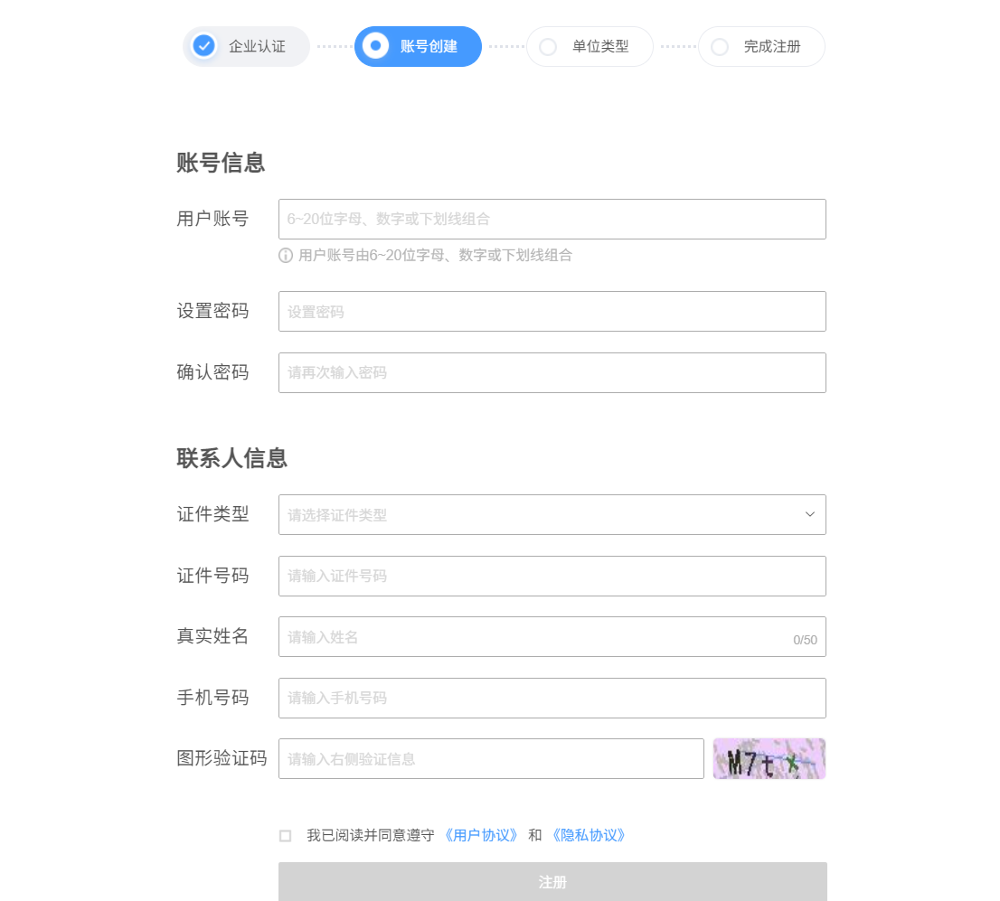 企业认证 账号创建 单位类型 完成注册
账号信息
用户账号 6~20位字母、数字或下划线组合
用户账号由6~20位字母、数字或下划线组合
设置密码 设置密码
确认密码 请再次输入密码
联系人信息
证件类型 请选择证件类型
证件号码 请输入证件号码
真实姓名 请输入姓名 0/50
手机号码 请输入手机号码
图形验证码 请输入右侧验证信息 M7tx
我已阅读并同意遵守 《用户协议》 和 《隐私协议》
注册